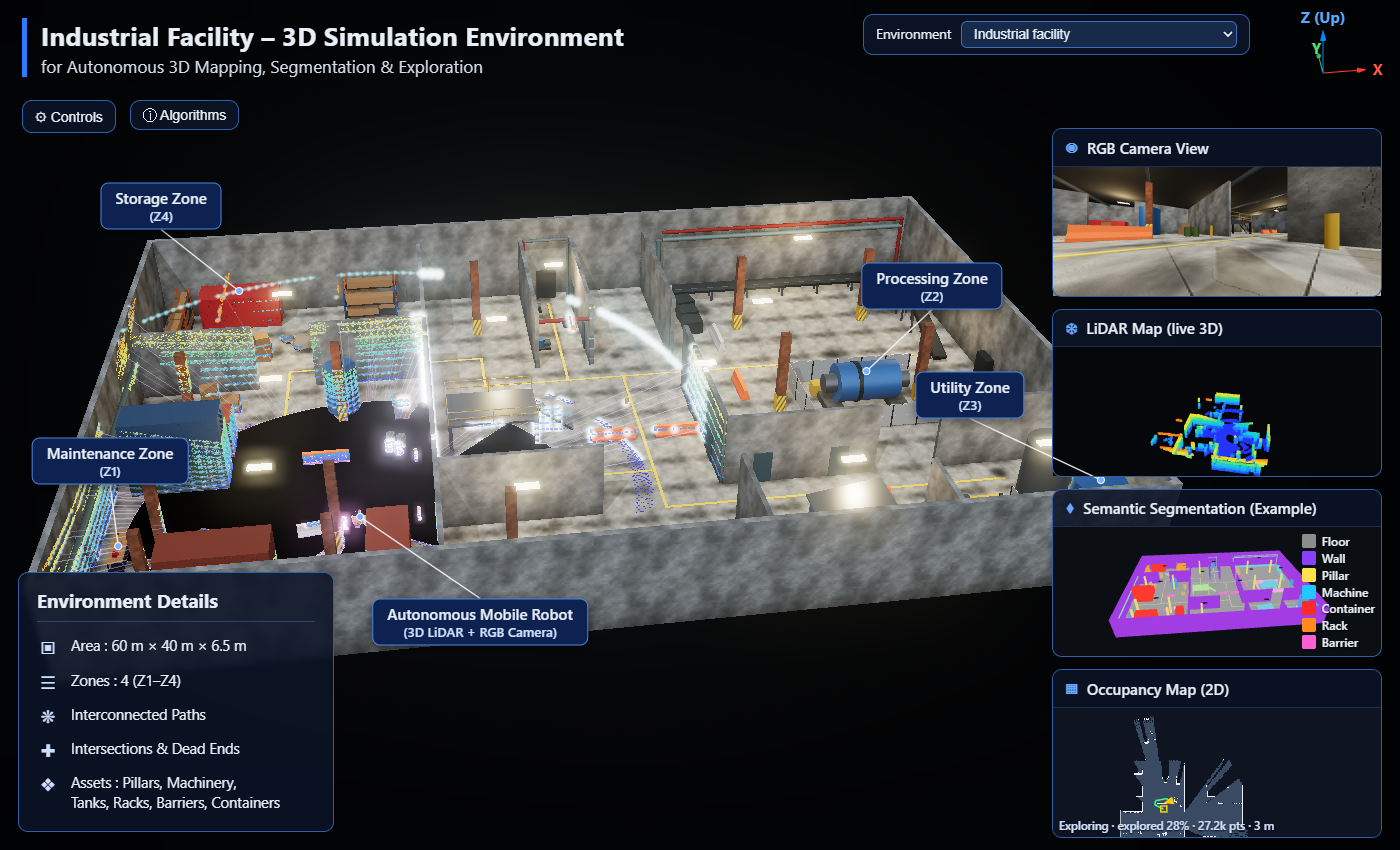 Industrial Facility – 3D Simulation Environment
for Autonomous 3D Mapping, Segmentation & Exploration
Environment
Industrial facility
Z (Up)
Y
X
Controls
Algorithms
RGB Camera View
Storage Zone
(Z4)
Processing Zone
(Z2)
LiDAR Map (live 3D)
Utility Zone
(Z3)
Maintenance Zone
(Z1)
Semantic Segmentation (Example)
Floor
Wall
Pillar
Machine
Container
Rack
Barrier
Autonomous Mobile Robot
(3D LiDAR + RGB Camera)
Environment Details
Area : 60 m × 40 m × 6.5 m
Zones : 4 (Z1–Z4)
Interconnected Paths
Intersections & Dead Ends
Assets : Pillars, Machinery,
Tanks, Racks, Barriers, Containers
Occupancy Map (2D)
Exploring · explored 28% · 27.2k pts · 3 m